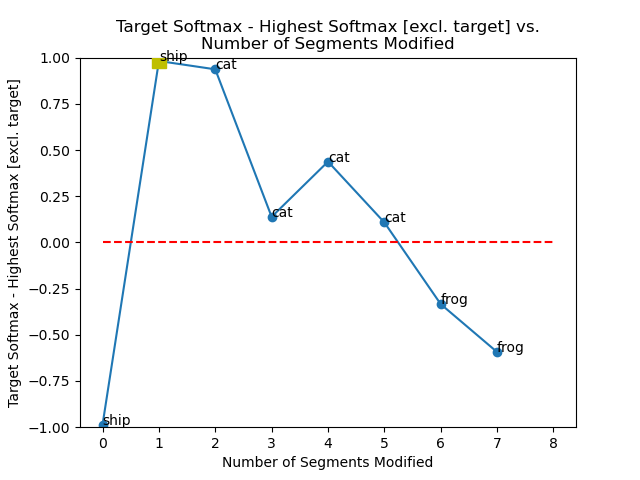 Target Softmax - Highest Softmax [excl. target] vs.
Number of Segments Modified
Target Softmax - Highest Softmax [excl. target]
1.00
0.75
0.50
0.25
0.00
−0.25
−0.50
−0.75
−1.00
ship
ship
cat
cat
cat
cat
frog
frog
0 1 2 3 4 5 6 7 8
Number of Segments Modified